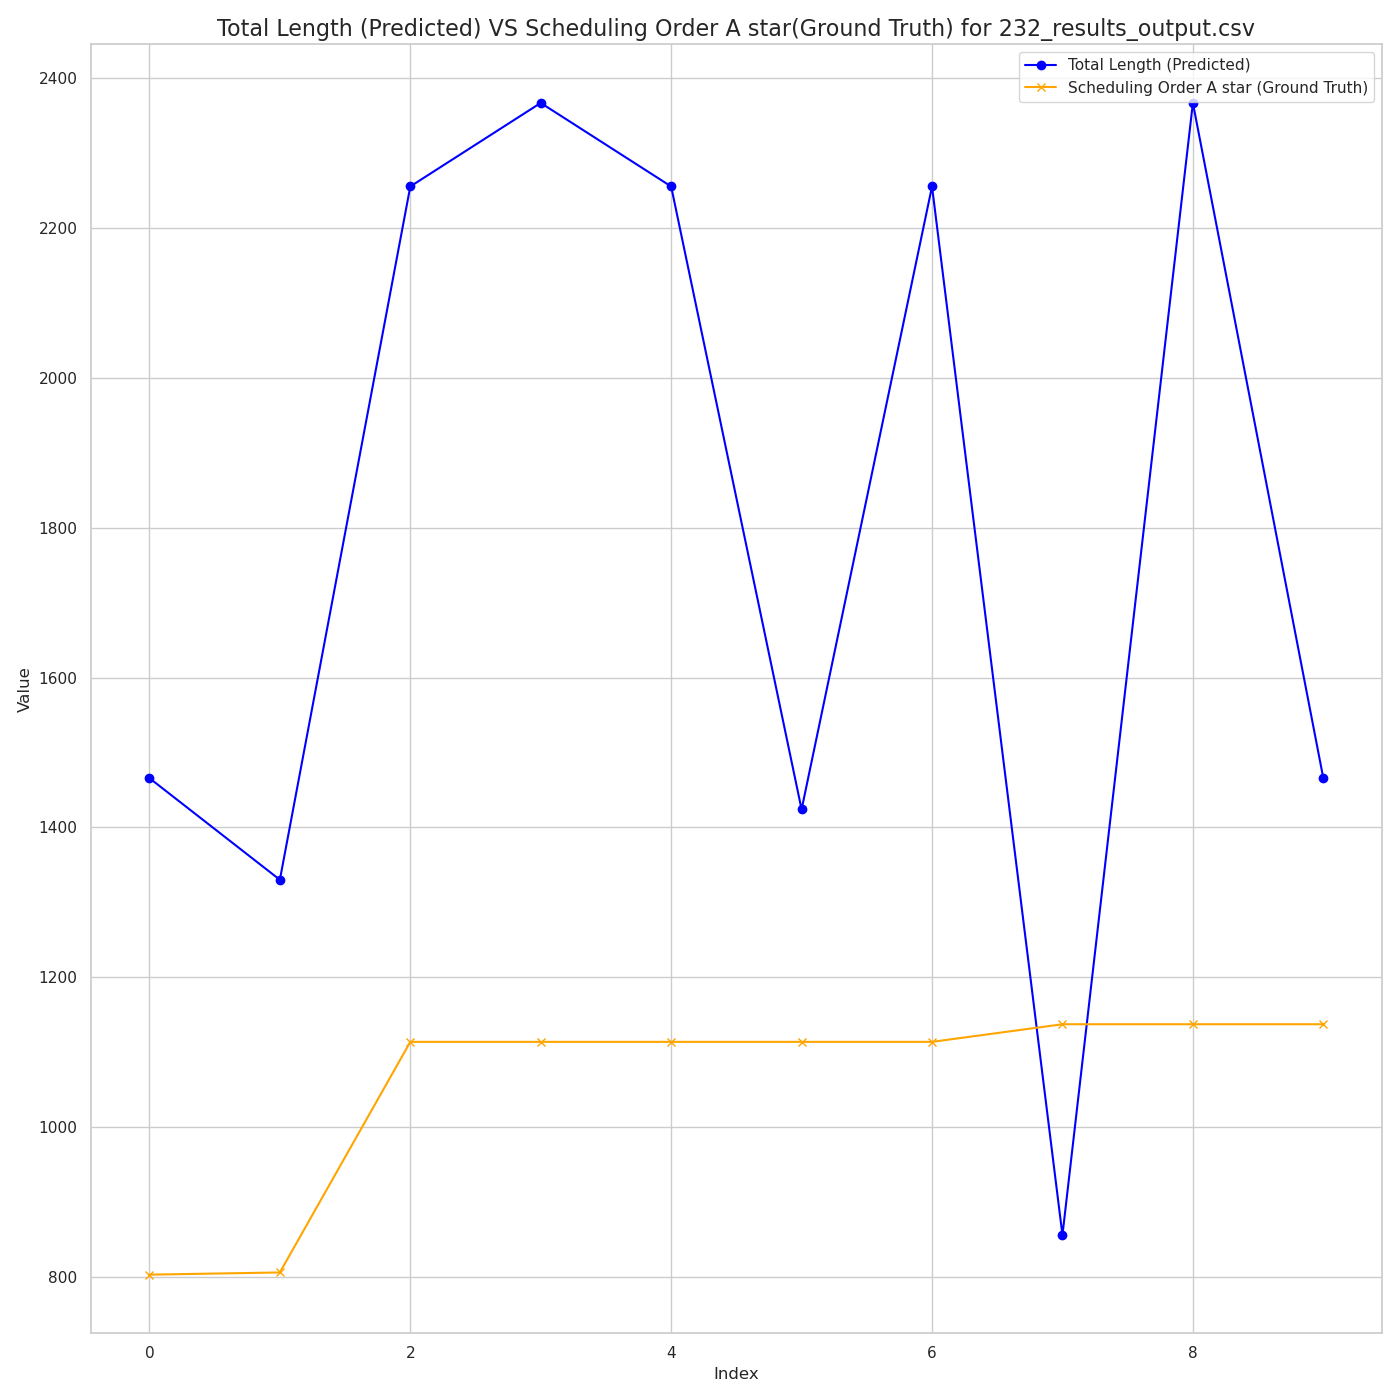 Total Length (Predicted) VS Scheduling Order A star(Ground Truth) for 232_results_output.csv
Total Length (Predicted)
Scheduling Order A star (Ground Truth)
2400
2200
2000
1800
1600
1400
1200
1000
800
Value
0 2 4 6 8
Index